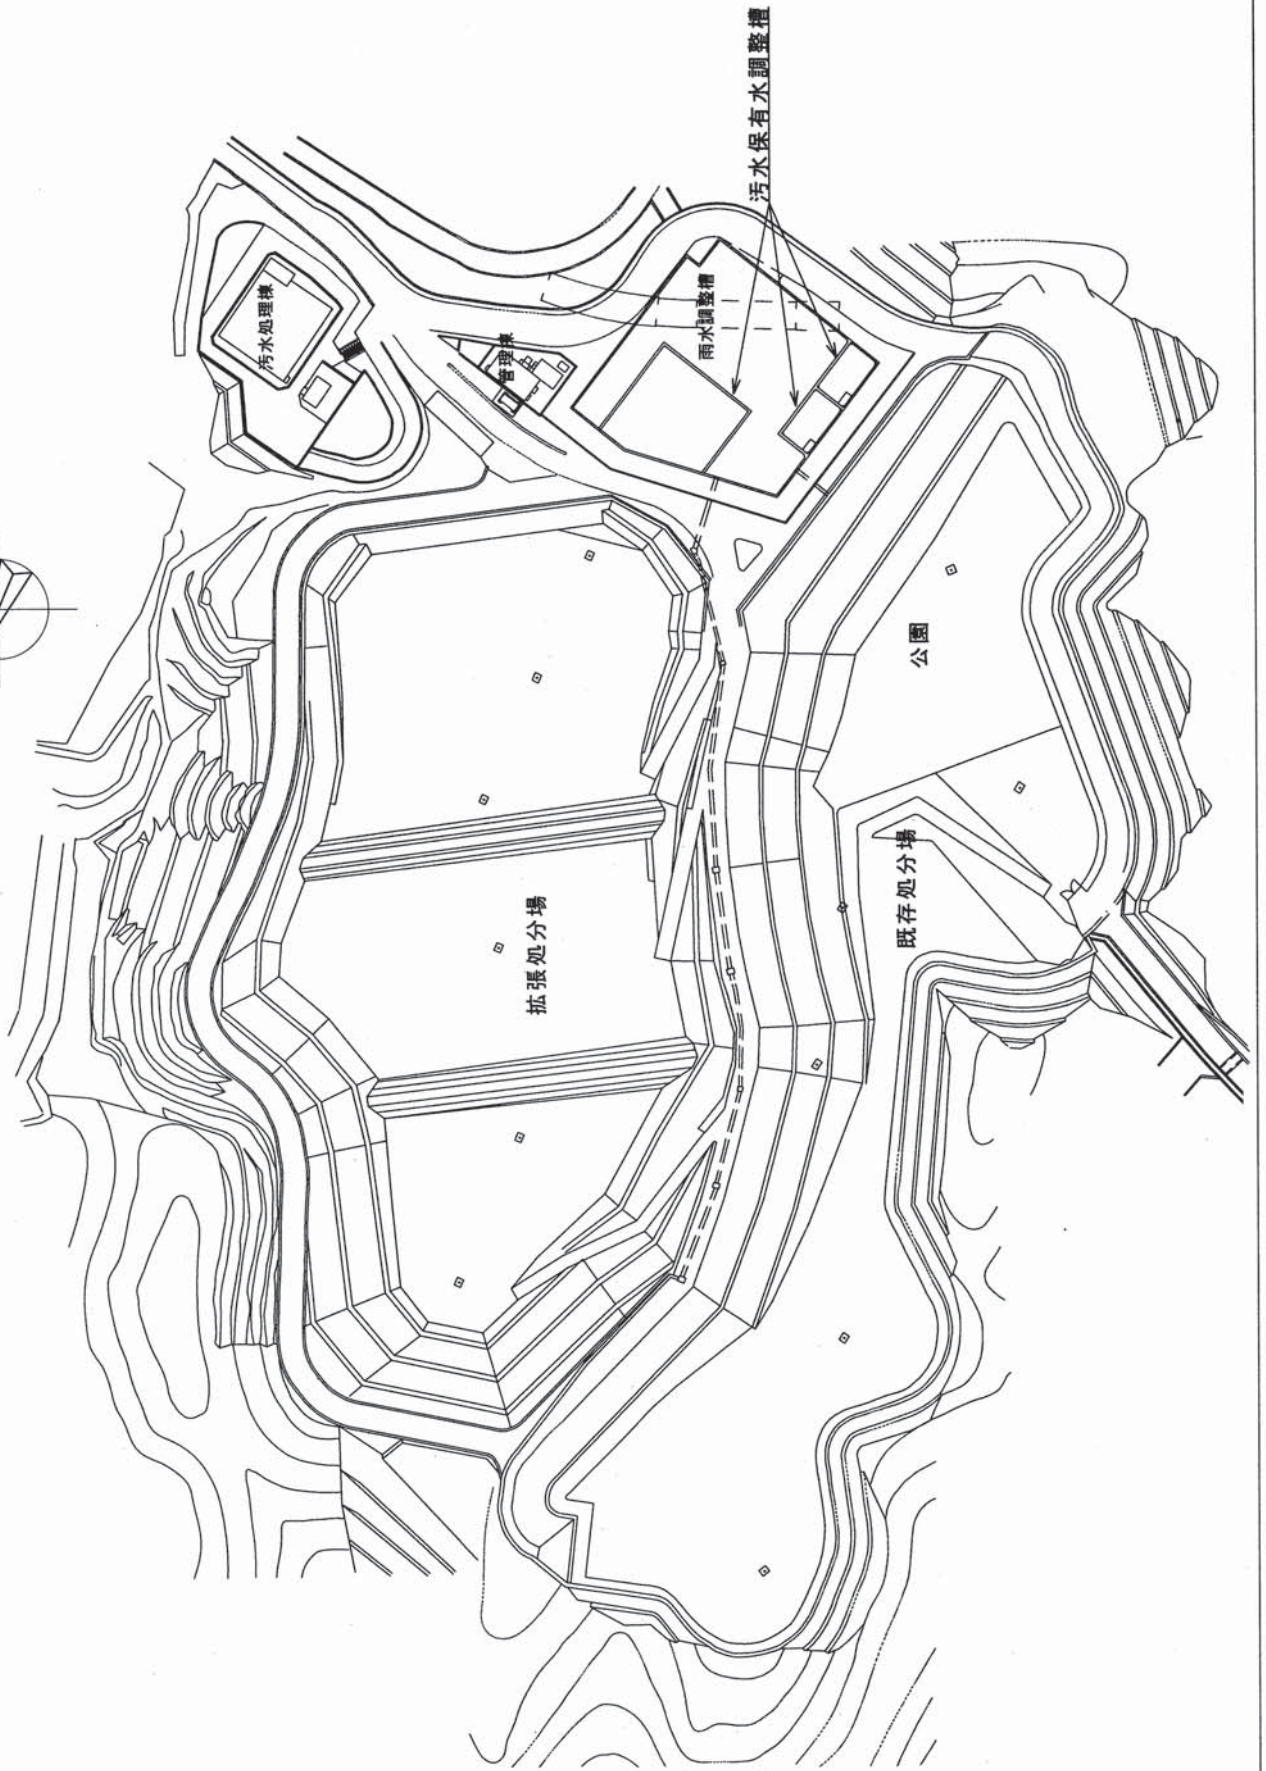 汚水保有水調整槽
汚水処理棟
管理棟
雨水調整槽
公園
既存処分場
拡張処分場